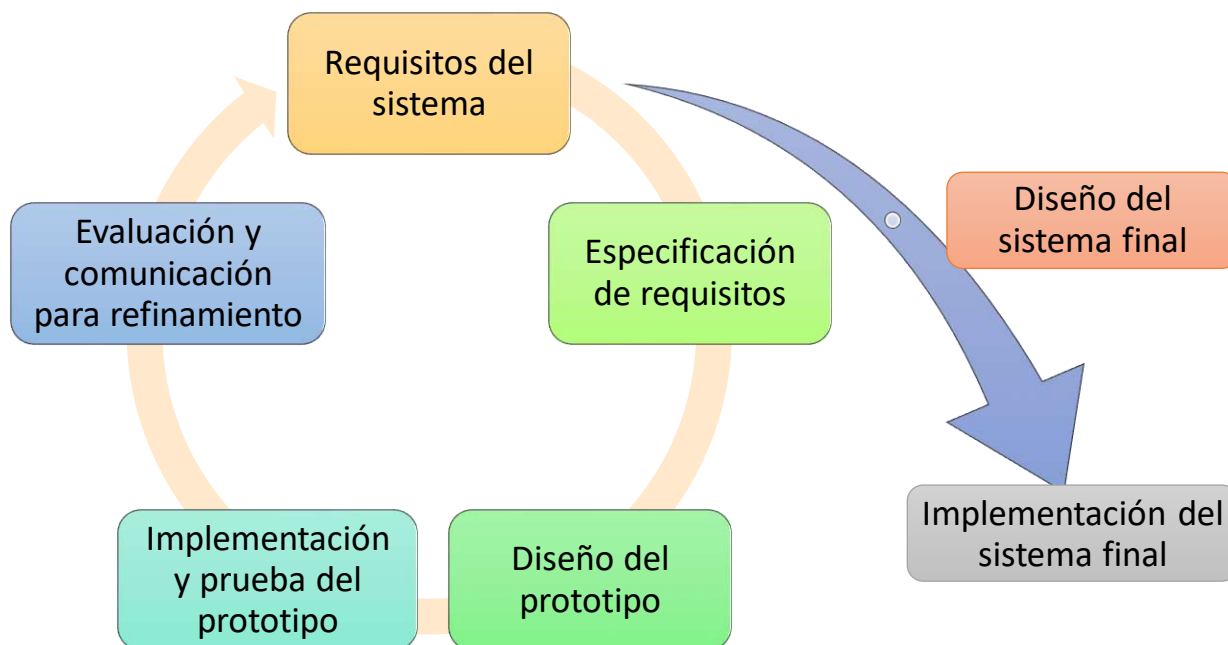 Requisitos del
sistema
Especificación
de requisitos
Diseño del
prototipo
Implementación
y prueba del
prototipo
Evaluación y
comunicación
para refinamiento
Diseño del
sistema final
Implementación del
sistema final